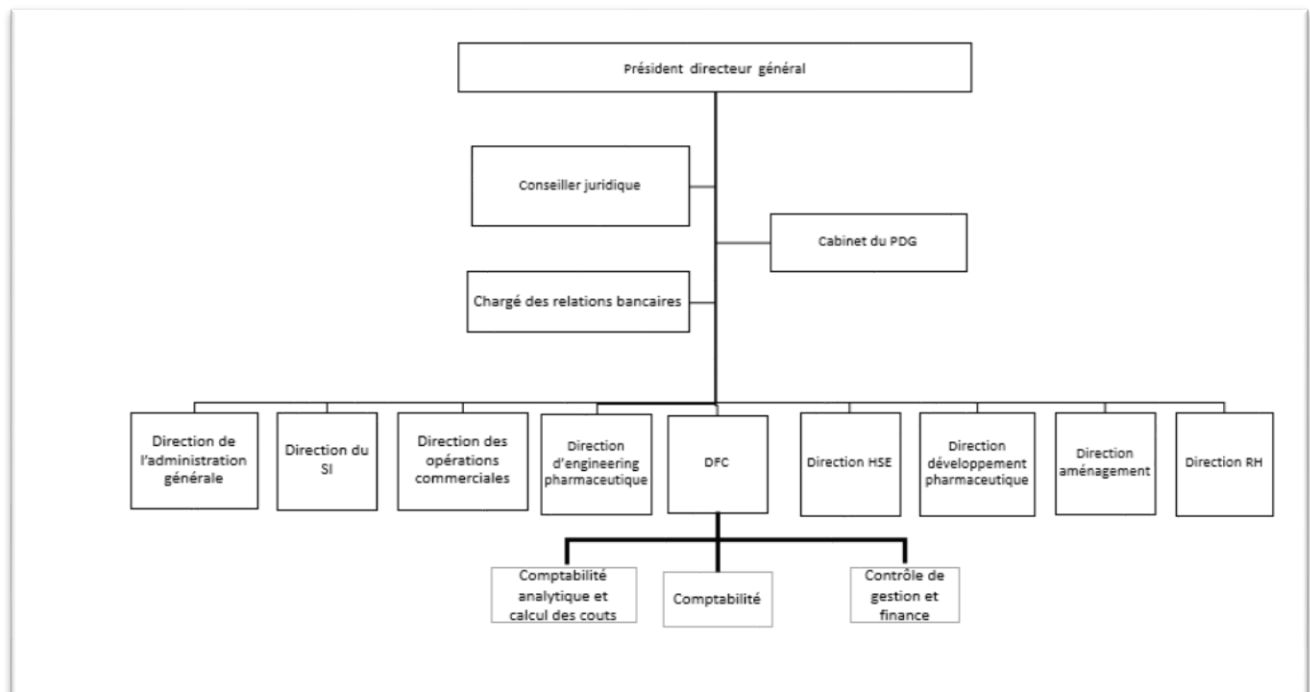 Président directeur général
Conseiller juridique
Cabinet du PDG
Chargé des relations bancaires
Direction de
l'administration
générale
Direction du
SI
Direction des
opérations
commerciales
Direction
d'engineering
pharmaceutique
DFC
Direction HSE
Direction
développement
pharmaceutique
Direction
aménagement
Direction RH
Comptabilité
analytique et
calcul des couts
Comptabilité
Contrôle de
gestion et
finance